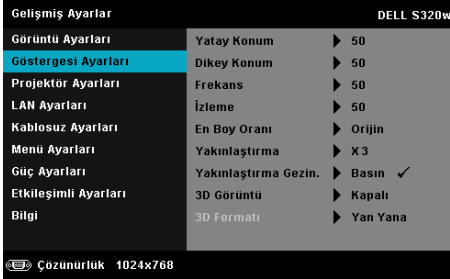 Gelişmiş Ayarlar DELL S320w
Görüntü Ayarları Yatay Konum 50
Göstergesi Ayarları Dikey Konum 50
Projektör Ayarları Frekans 50
LAN Ayarları İzleme 50
Kablosuz Ayarları En Boy Oranı Orijin
Menü Ayarları Yakınlaştırma X3
Güç Ayarları Yakınlaştırma Gezin. Basın ✓
Etkileşimli Ayarları 3D Görüntü Kapalı
Bilgi 3D Formatı Yan Yana
Çözünürlük 1024x768